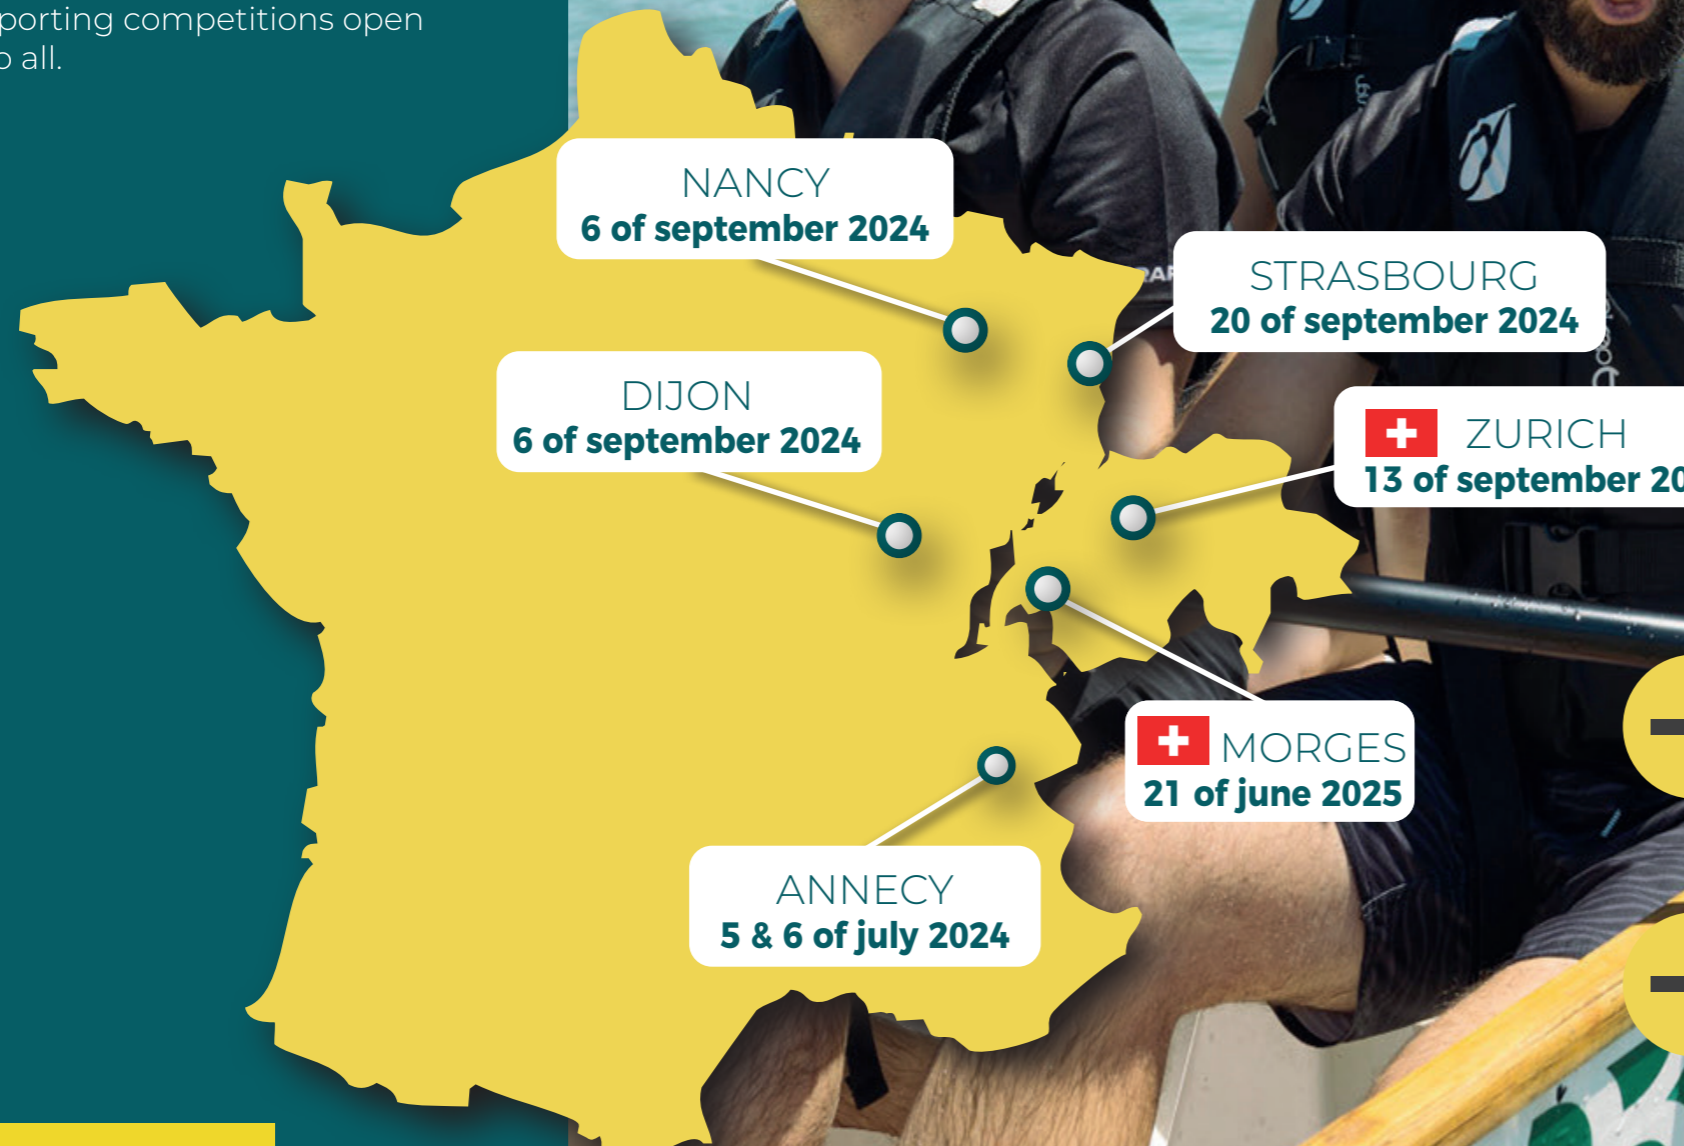 porting competitions open
o all.
NANCY
6 of september 2024
STRASBOURG
20 of september 2024
DIJON
6 of september 2024
ZURICH
13 of september 20
MORGES
21 of june 2025
ANNECY
5 & 6 of july 2024